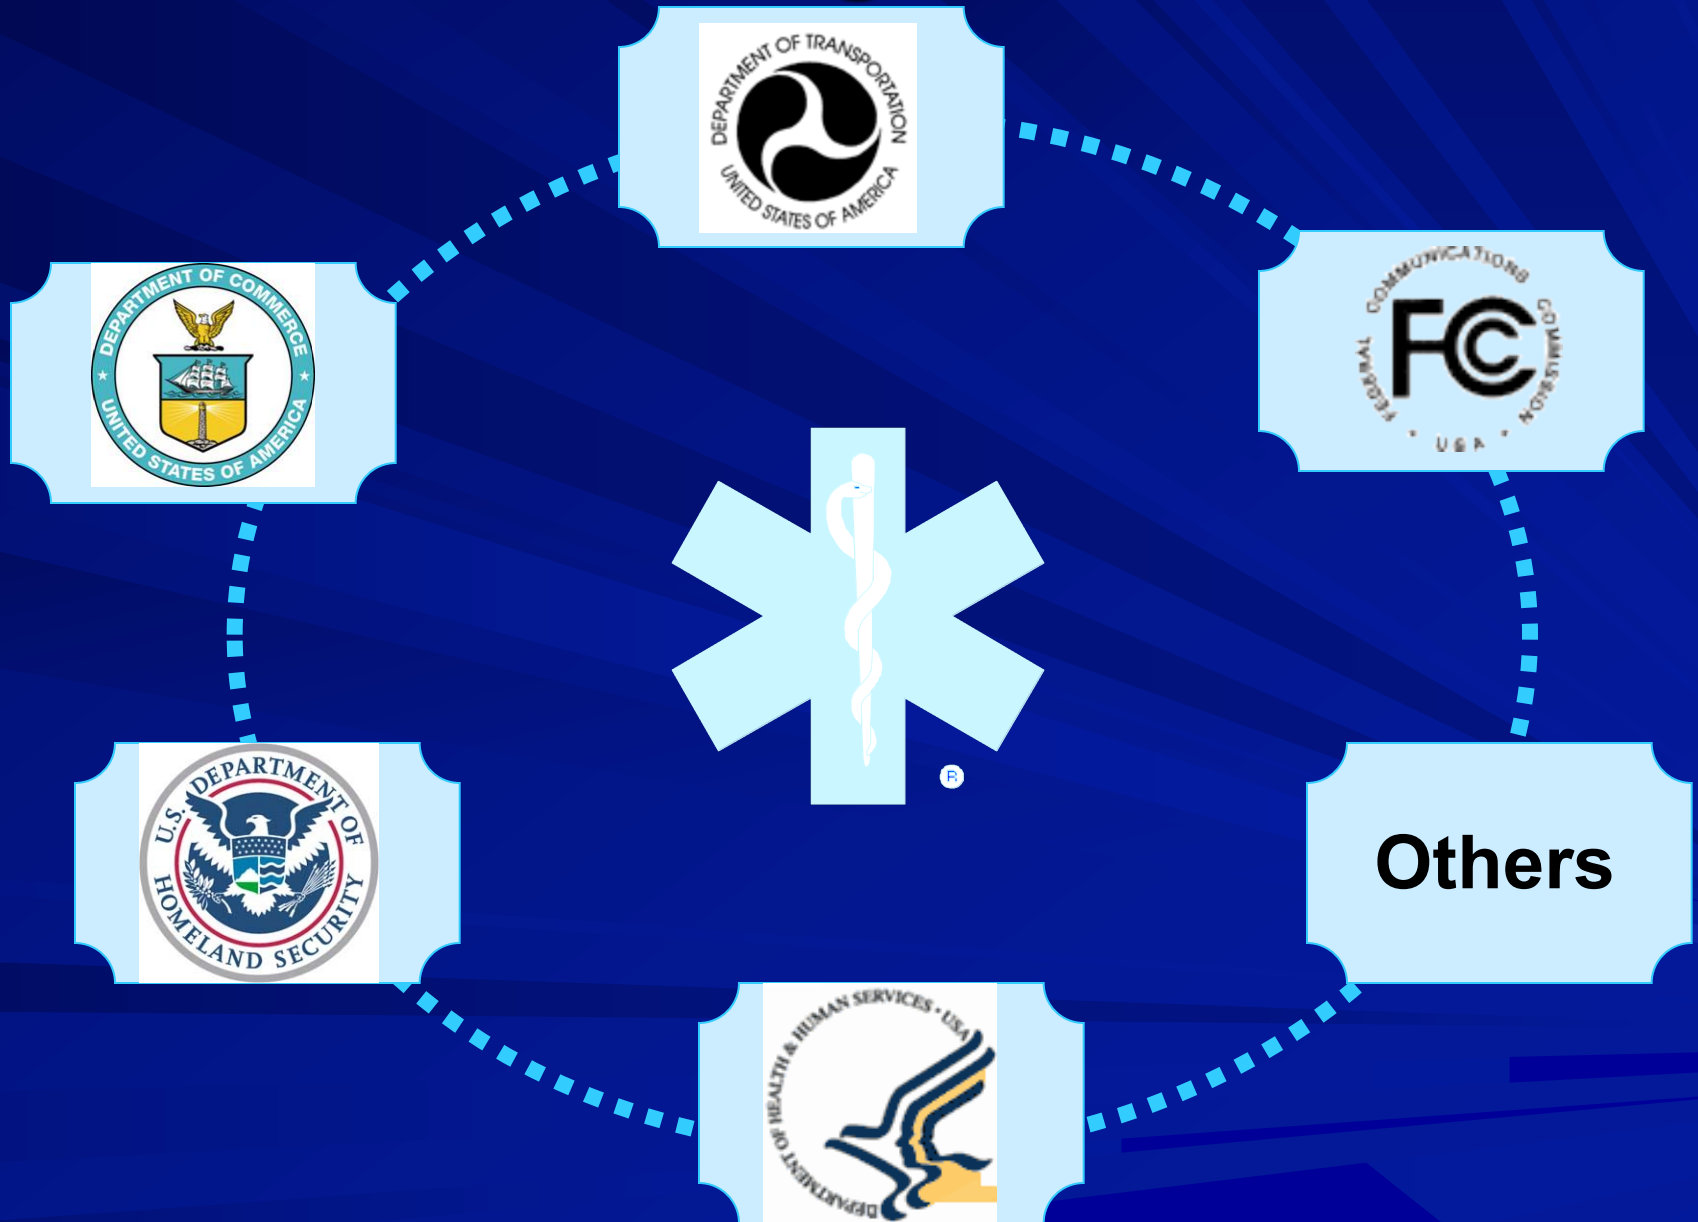 DEPARTMENT OF TRANSPORTATION
UNITED STATES OF AMERICA
DEPARTMENT OF COMMERCE
UNITED STATES OF AMERICA
FEDERAL COMMUNICATIONS COMMISSION
• USA •
FCC
®
U.S. DEPARTMENT OF
HOMELAND SECURITY
Others
DEPARTMENT OF HEALTH & HUMAN SERVICES • USA